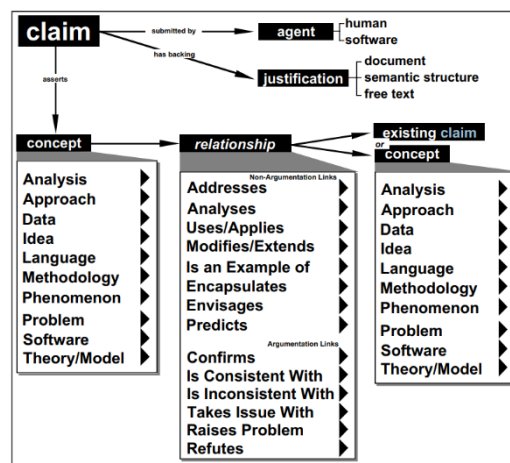 claim
submitted by
agent
human
software
has backing
justification
document
semantic structure
free text
asserts
concept
relationship
existing claim
or
concept
Analysis
Approach
Data
Idea
Language
Methodology
Phenomenon
Problem
Software
Theory/Model
Non-Argumentation Links
Addresses
Analyses
Uses/Applies
Modifies/Extends
Is an Example of
Encapsulates
Envisages
Predicts
Argumentation Links
Confirms
Is Consistent With
Is Inconsistent With
Takes Issue With
Raises Problem
Refutes
Analysis
Approach
Data
Idea
Language
Methodology
Phenomenon
Problem
Software
Theory/Model